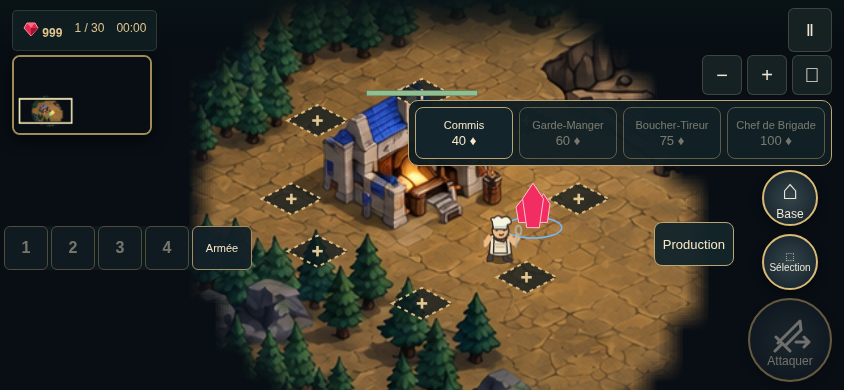 999 1 / 30 00:00
II
− +
Commis Garde-Manger Boucher-Tireur Chef de Brigade
40 ♦ 60 ♦ 75 ♦ 100 ♦
Base
1 2 3 4 Armée
Production
Sélection
Attaquer